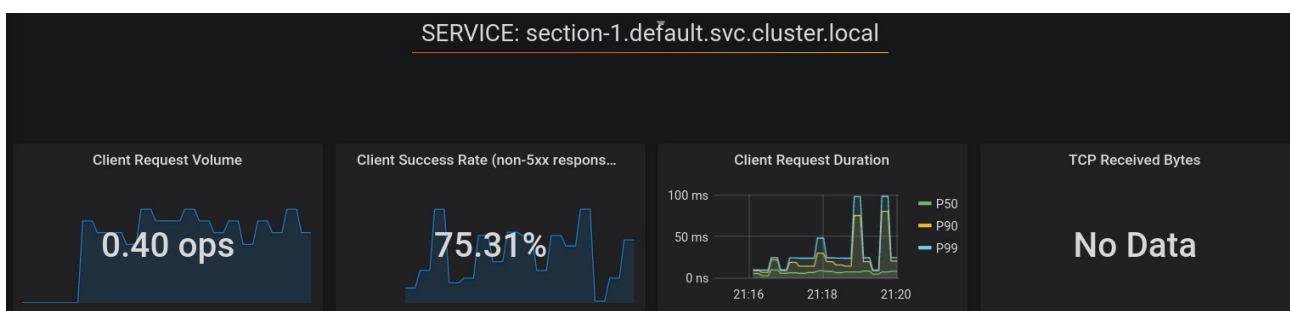 SERVICE: section-1.default.svc.cluster.local
Client Request Volume
0.40 ops
Client Success Rate (non-5xx respons...
75.31%
Client Request Duration
100 ms
50 ms
0 ns
21:16
21:18
21:20
P50
P90
P99
TCP Received Bytes
No Data